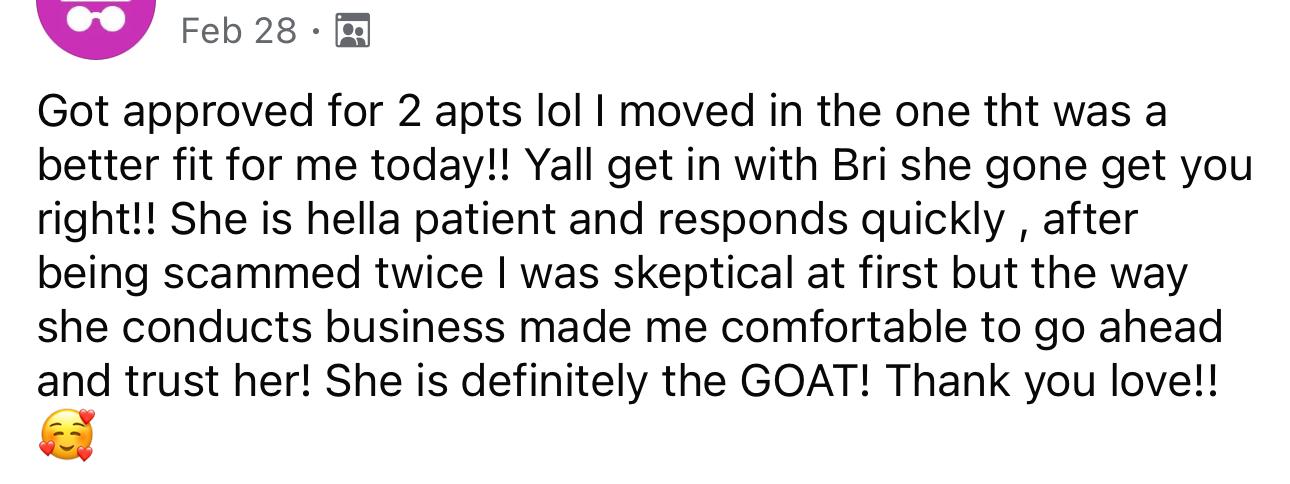 Feb 28 ·
Got approved for 2 apts lol I moved in the one tht was a
better fit for me today!! Yall get in with Bri she gone get you
right!! She is hella patient and responds quickly , after
being scammed twice I was skeptical at first but the way
she conducts business made me comfortable to go ahead
and trust her! She is definitely the GOAT! Thank you love!!
🥰